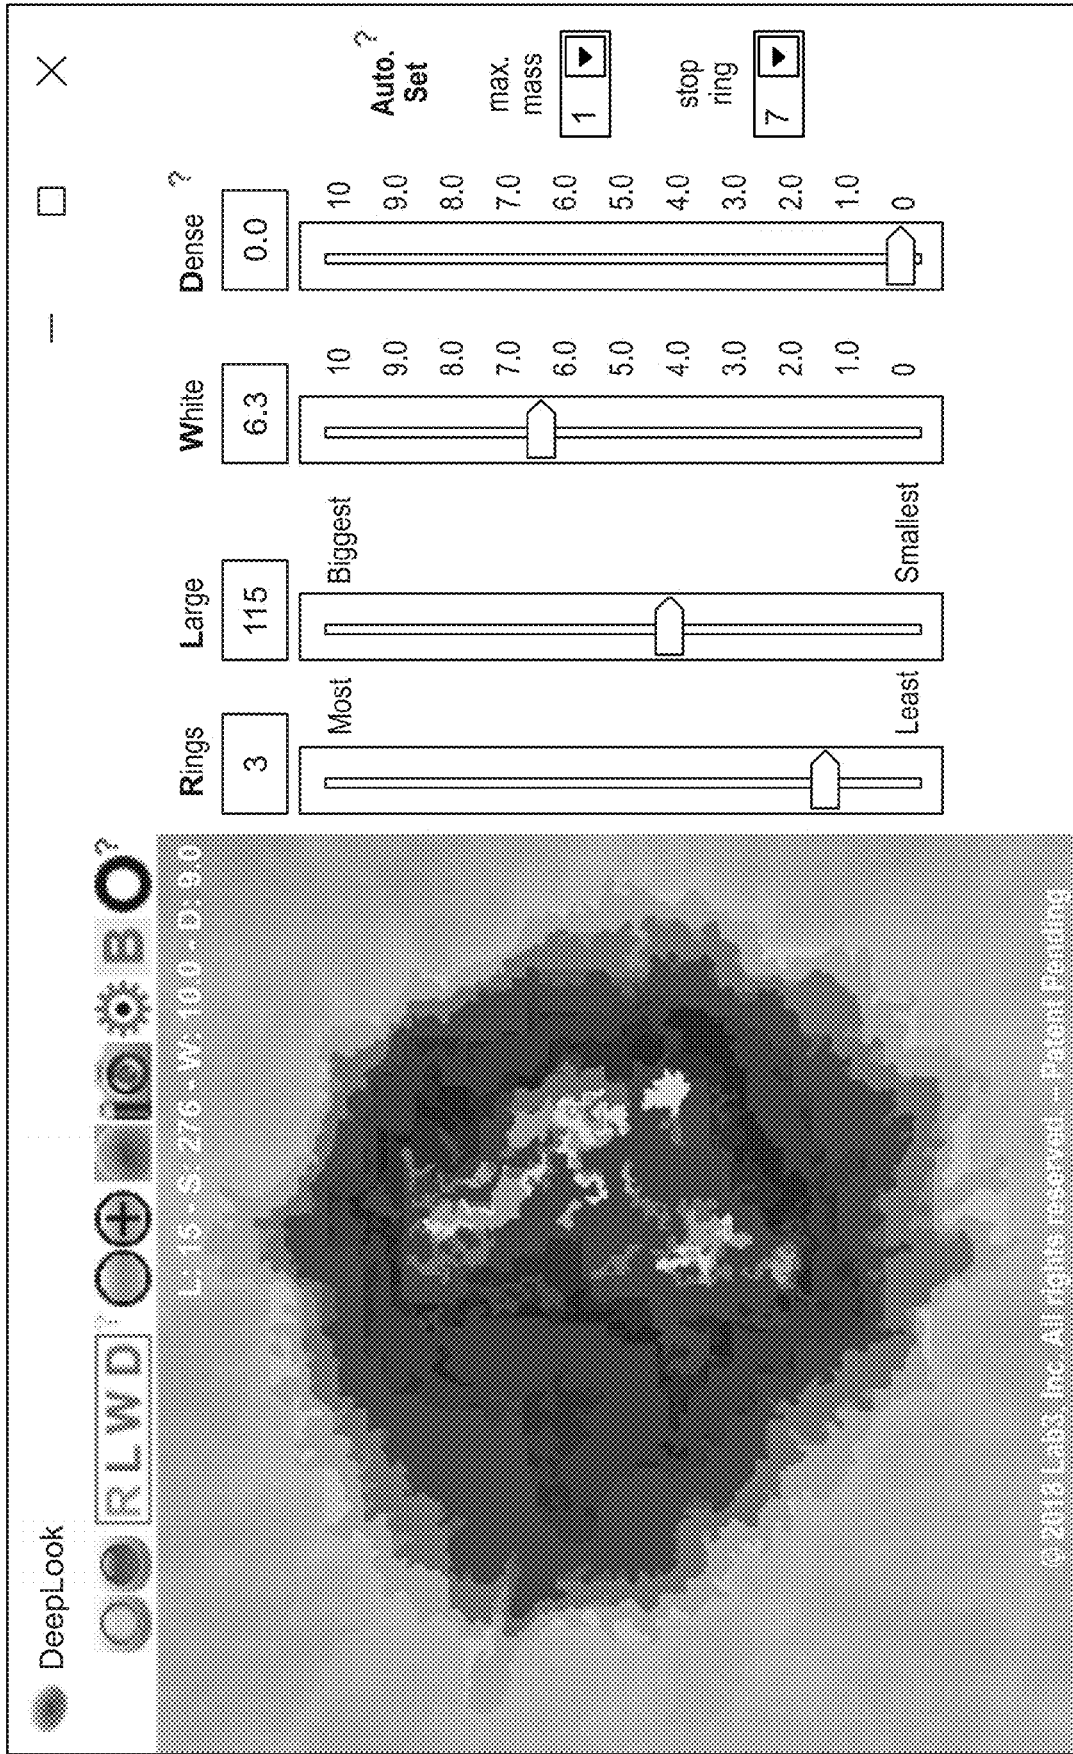 DeepLook
R L W D ?
B ?
L: 15 - S: 276 - W: 10.0 - D: 9.0
Rings
3
Most
Least
Large
115
Biggest
Smallest
White
6.3
10
9.0
8.0
7.0
6.0
5.0
4.0
3.0
2.0
1.0
0
Dense ?
0.0
10
9.0
8.0
7.0
6.0
5.0
4.0
3.0
2.0
1.0
0
Auto. ?
Set
max.
mass
1
stop
ring
7
© 2018 Lab3, Inc. All rights reserved. - Patent Pending